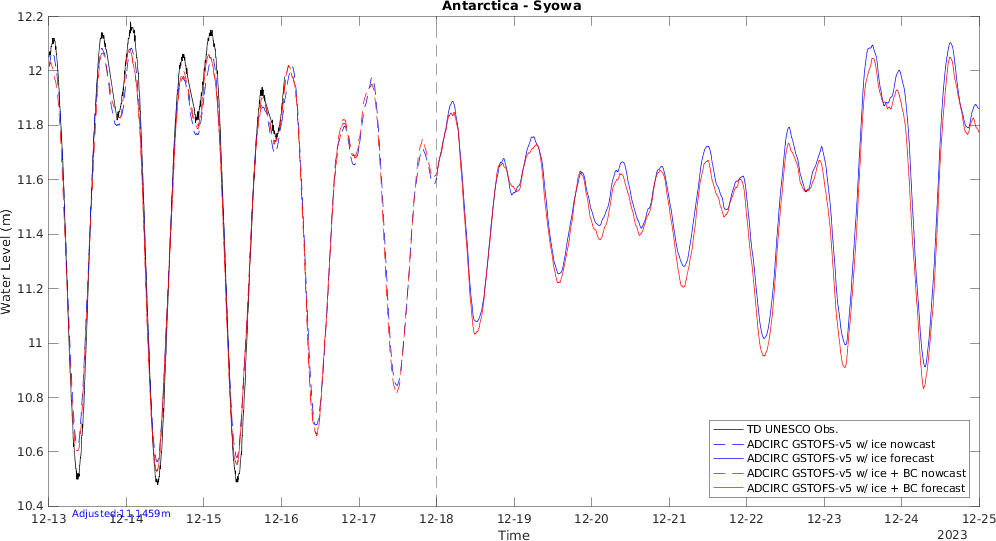 Antarctica - Syowa
12.2
12
11.8
11.6
11.4
11.2
11
10.8
10.6
10.4
Water Level (m)
TD UNESCO Obs.
ADCIRC GSTOFS-v5 w/ ice nowcast
ADCIRC GSTOFS-v5 w/ ice forecast
ADCIRC GSTOFS-v5 w/ ice + BC nowcast
ADCIRC GSTOFS-v5 w/ ice + BC forecast
Adjusted:11.1459m
12-13 12-14 12-15 12-16 12-17 12-18 12-19 12-20 12-21 12-22 12-23 12-24 12-25
Time
2023